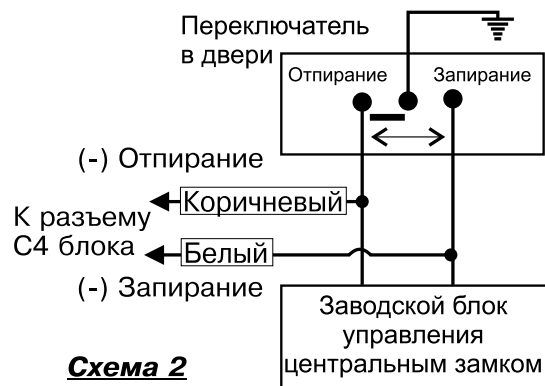 Переключатель
в двери
Отпирание
Запирание
(-) Отпирание
Коричневый
К разъему
С4 блока
Белый
(-) Запирание
Заводской блок
управления
центральным замком
Схема 2